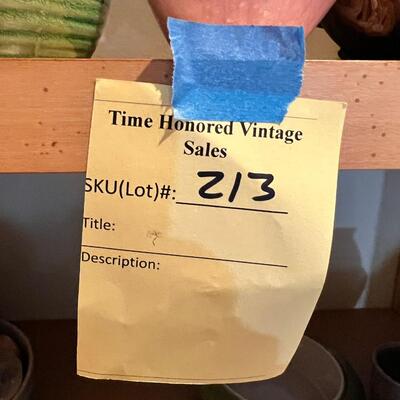 Time Honored Vintage
Sales
SKU(Lot)#: 213
Title:
Description: